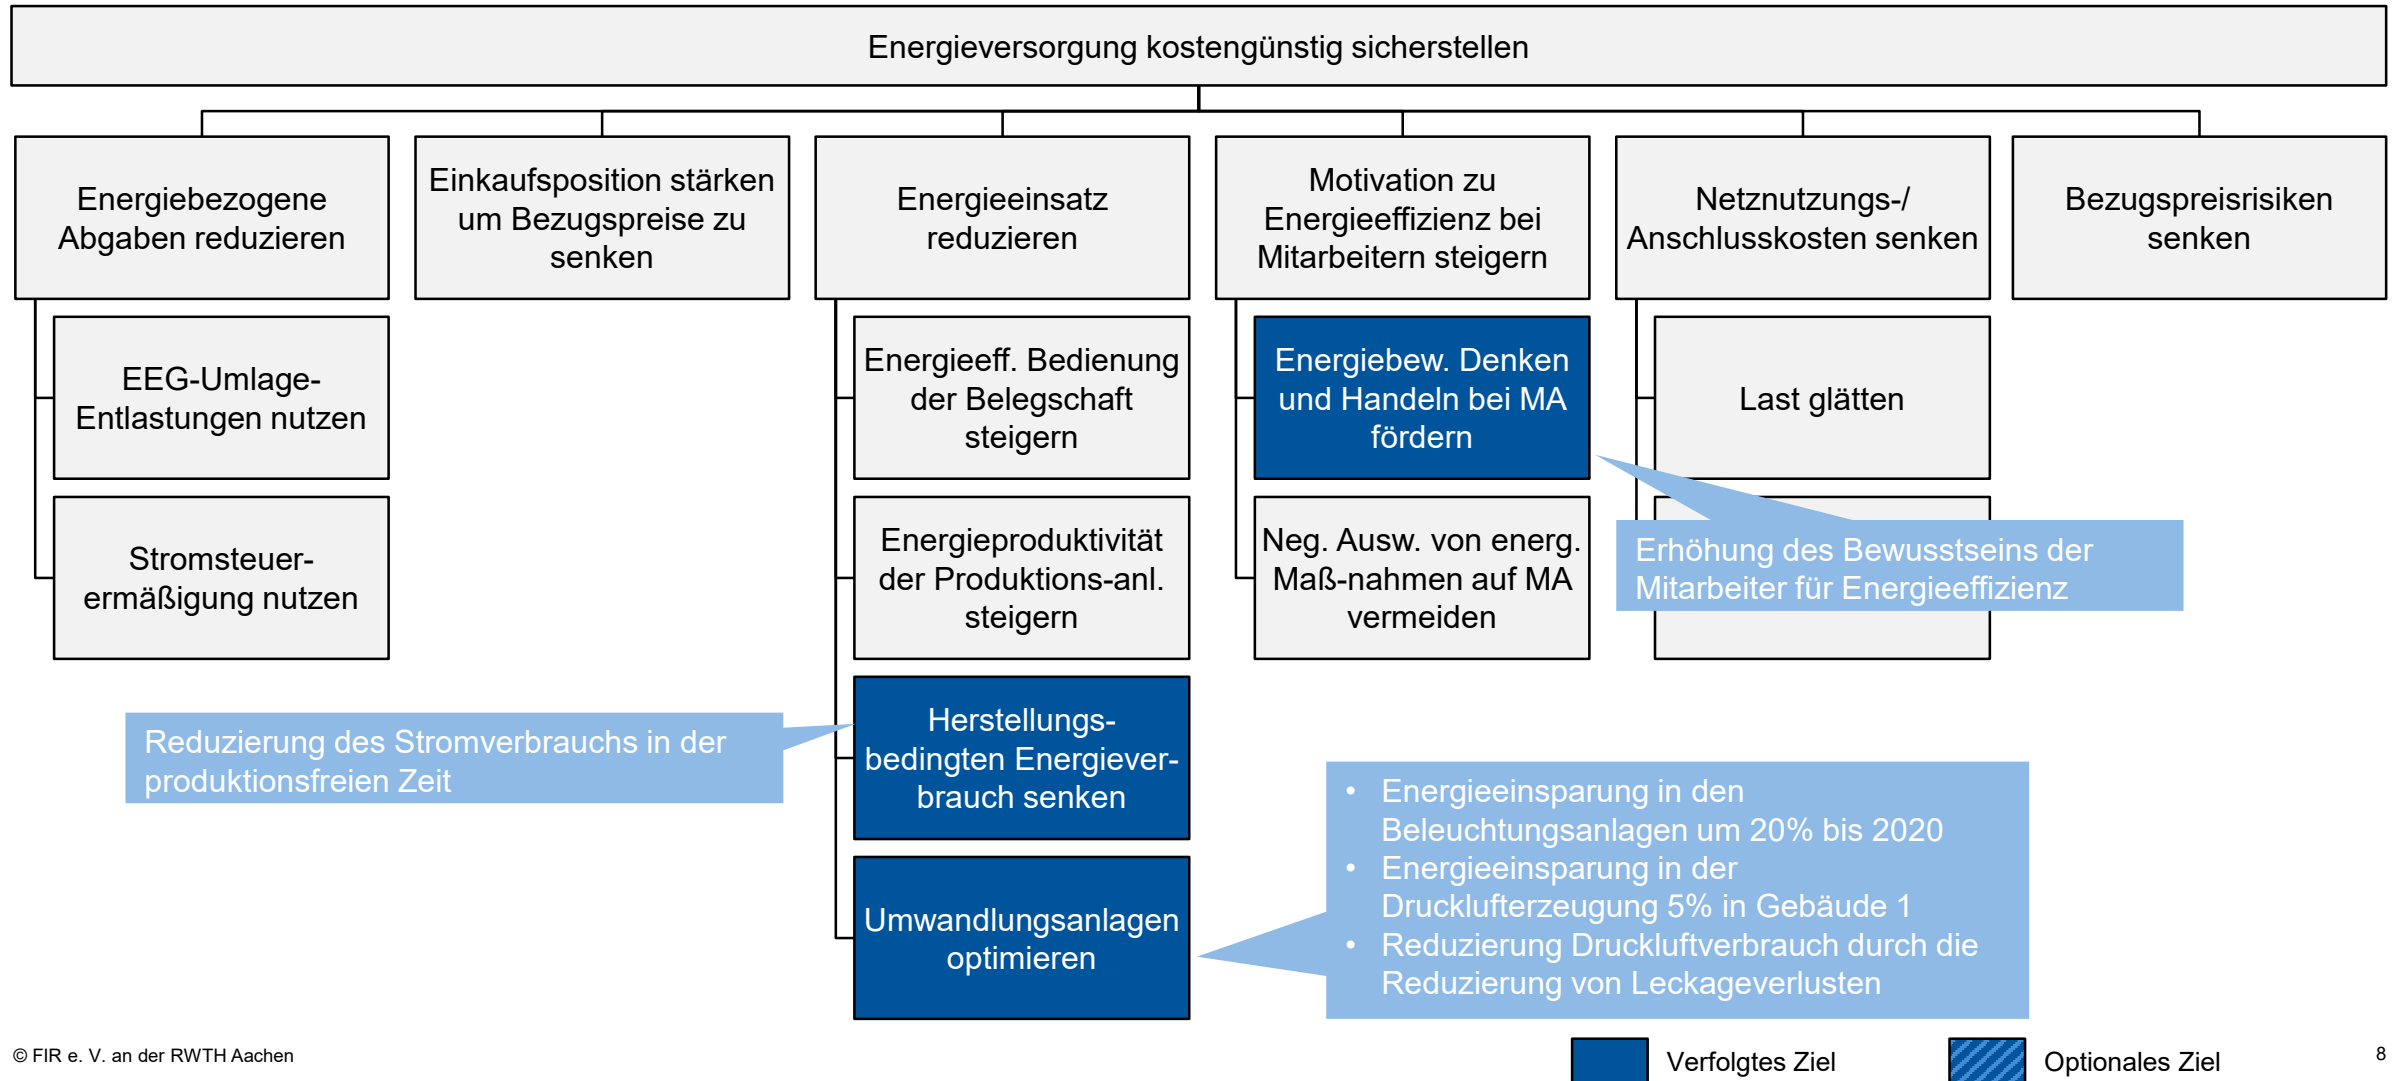 Energieversorgung kostengünstig sicherstellen
Energiebezogene
Abgaben reduzieren
Einkaufsposition stärken
um Bezugspreise zu
senken
Energieeinsatz
reduzieren
Motivation zu
Energieeffizienz bei
Mitarbeitern steigern
Netznutzungs-/
Anschlusskosten senken
Bezugspreisrisiken
senken
EEG-Umlage-
Entlastungen nutzen
Energieeff. Bedienung
der Belegschaft
steigern
Energiebew. Denken
und Handeln bei MA
fördern
Last glätten
Stromsteuer-
ermäßigung nutzen
Energieproduktivität
der Produktions-anl.
steigern
Neg. Ausw. von energ.
Maß-nahmen auf MA
vermeiden
Erhöhung des Bewusstseins der
Mitarbeiter für Energieeffizienz
Reduzierung des Stromverbrauchs in der
produktionsfreien Zeit
Herstellungs-
bedingten Energiever-
brauch senken
Umwandlungsanlagen
optimieren
• Energieeinsparung in den
Beleuchtungsanlagen um 20% bis 2020
• Energieeinsparung in der
Drucklufterzeugung 5% in Gebäude 1
• Reduzierung Druckluftverbrauch durch die
Reduzierung von Leckageverlusten
© FIR e. V. an der RWTH Aachen
Verfolgtes Ziel
Optionales Ziel
8